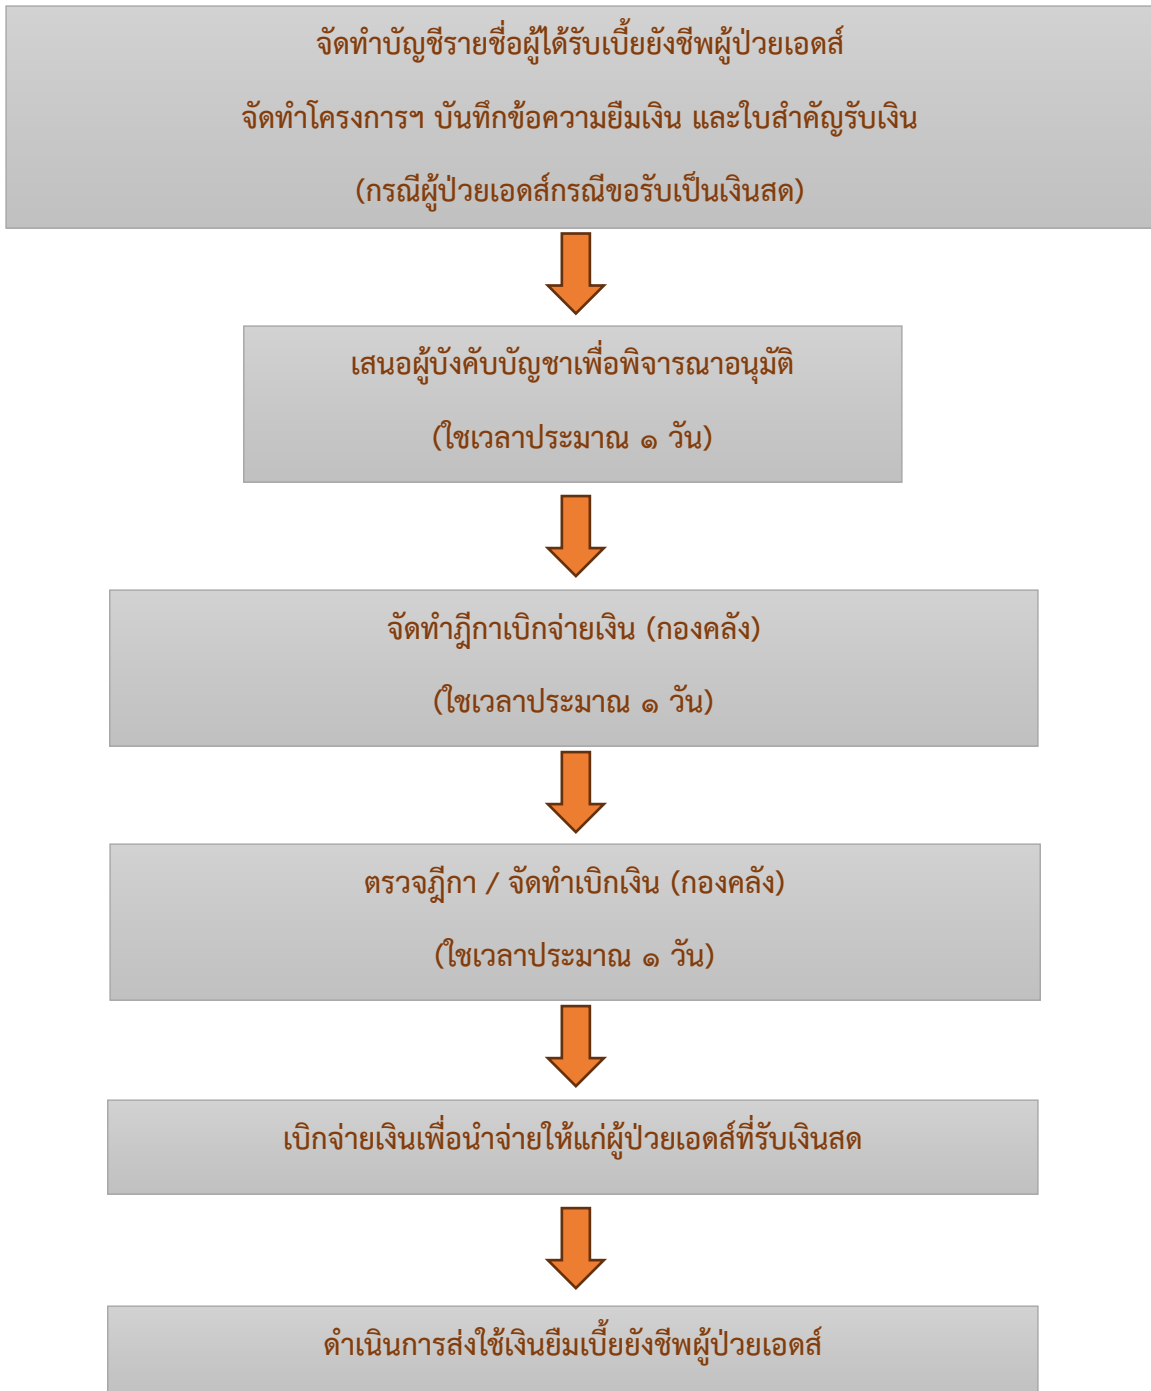 จัดทำบัญชีรายชื่อผู้ได้รับเบี้ยยังชีพผู้ป่วยเอดส์
จัดทำโครงการฯ บันทึกข้อความยืมเงิน และใบสำคัญรับเงิน
(กรณีผู้ป่วยเอดส์กรณีขอรับเป็นเงินสด)
เสนอผู้บังคับบัญชาเพื่อพิจารณาอนุมัติ
(ใชเวลาประมาณ ๑ วัน)
จัดทำฎีกาเบิกจ่ายเงิน (กองคลัง)
(ใชเวลาประมาณ ๑ วัน)
ตรวจฎีกา / จัดทำเบิกเงิน (กองคลัง)
(ใชเวลาประมาณ ๑ วัน)
เบิกจ่ายเงินเพื่อนำจ่ายให้แก่ผู้ป่วยเอดส์ที่รับเงินสด
ดำเนินการส่งใช้เงินยืมเบี้ยยังชีพผู้ป่วยเอดส์